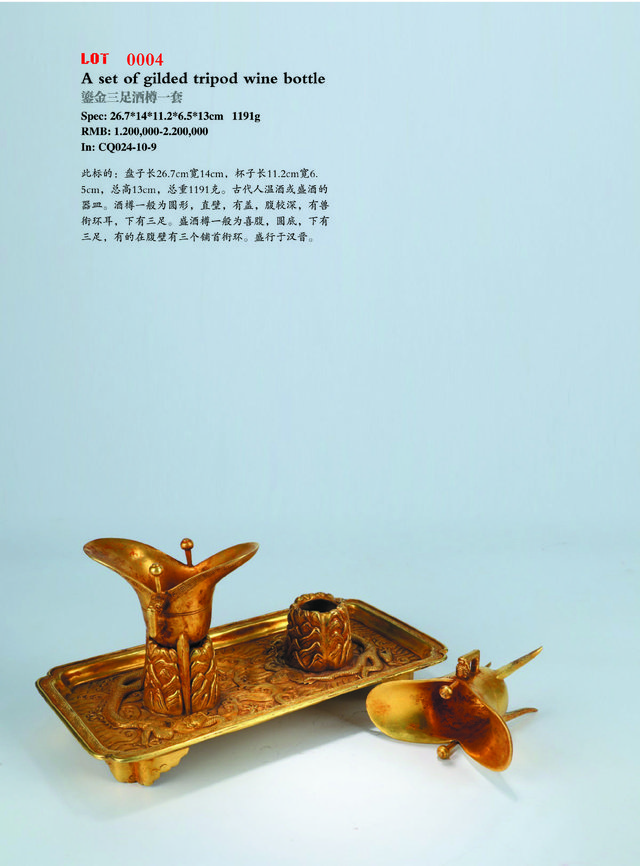 LOT 0004
A set of gilded tripod wine bottle
鎏金三足酒樽一套
Spec: 26.7*14*11.2*6.5*13cm 1191g
RMB: 1.200,000-2.200,000
In: CQ024-10-9
此标的：盘子长26.7cm宽14cm，杯子长11.2cm宽6.
5cm，总高13cm，总重1191克。古代人温酒或盛酒的
器皿。酒樽一般为圆形，直壁，有盖，腹较深，有兽
衔环耳，下有三足。盛酒樽一般为喜腹，圆底，下有
三足，有的在腹壁有三个铺首衔环。盛行于汉晋。